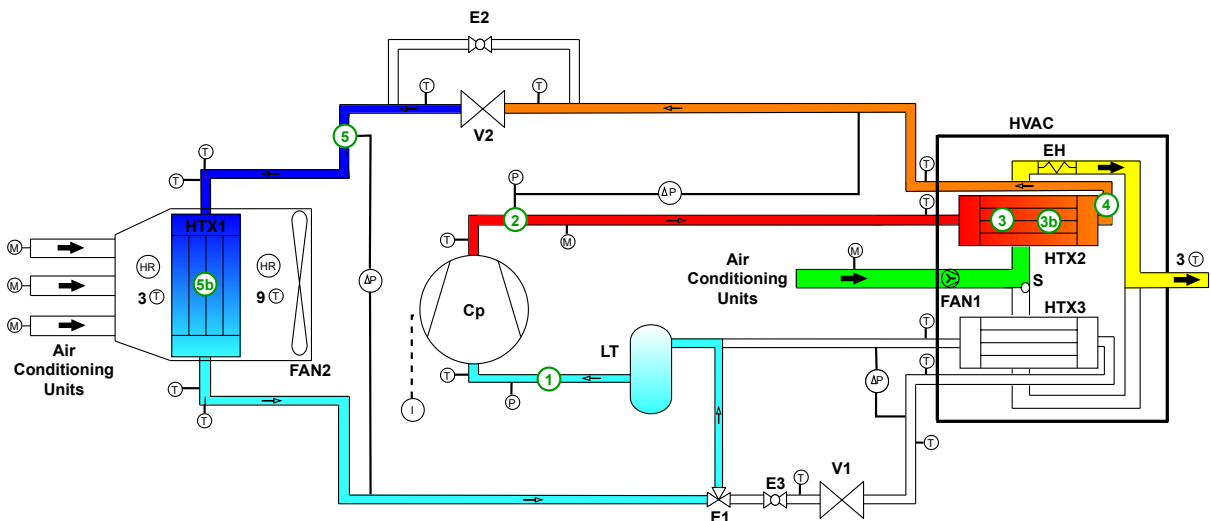 E2
T
T
V2
5
P
ΔP
2
T
M
T
T
HTX1
M
M
M
HR
HR
3 T
9 T
5b
Air
Conditioning
Units
FAN2
T
T
ΔP
Cp
T
P
1
I
LT
HVAC
EH
T
T
3
3b
4
HTX2
M
Air
Conditioning
Units
FAN1
S
3 T
HTX3
T
ΔP
T
T
E1
E3
T
V1